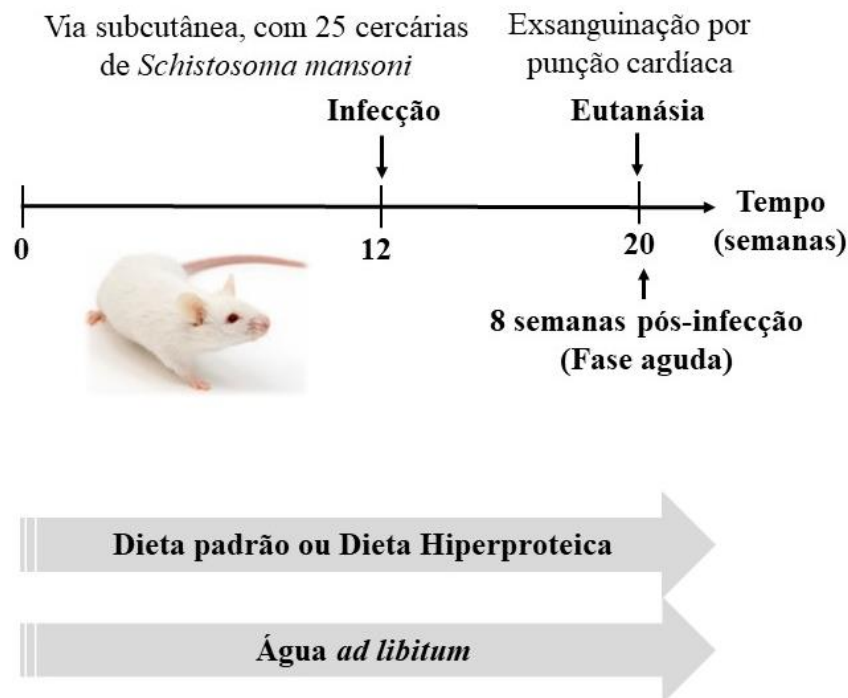 Via subcutânea, com 25 cercárias
de Schistosoma mansoni
Exsanguinação por
punção cardíaca
Infecção
Eutanásia
Tempo
(semanas)
0
12
20
8 semanas pós-infecção
(Fase aguda)
Dieta padrão ou Dieta Hiperproteica
Água ad libitum